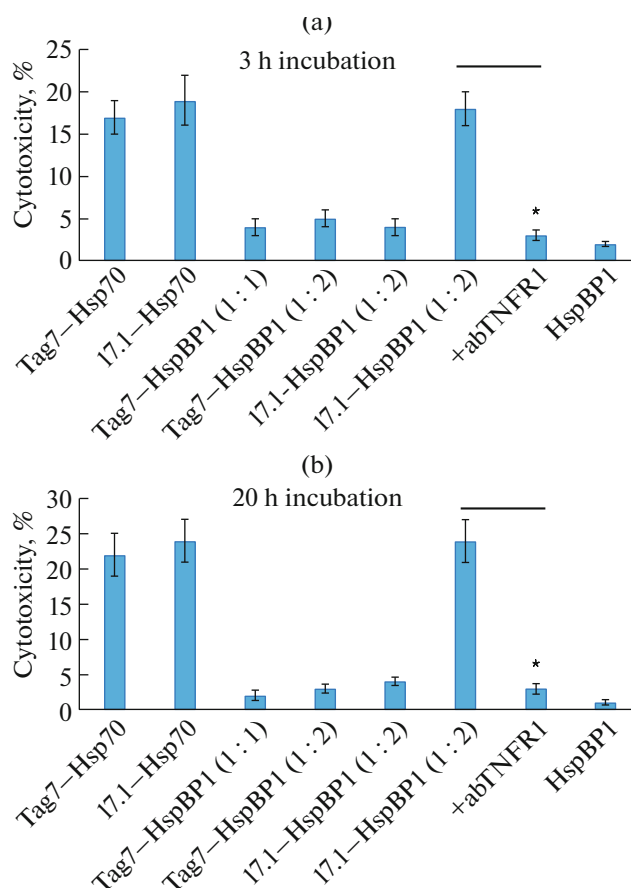 (a)
3 h incubation
Cytotoxicity, %
25
20
15
10
5
0
*
Tag7–Hsp70
17.1–Hsp70
Tag7–HspBP1 (1 : 1)
Tag7–HspBP1 (1 : 2)
17.1-HspBP1 (1 : 2)
17.1–HspBP1 (1 : 2)
+abTNFR1
HspBP1
(b)
20 h incubation
Cytotoxicity, %
30
25
20
15
10
5
0
*
Tag7–Hsp70
17.1–Hsp70
Tag7–HspBP1 (1 : 1)
Tag7–HspBP1 (1 : 2)
17.1–HspBP1 (1 : 2)
17.1–HspBP1 (1 : 2)
+abTNFR1
HspBP1